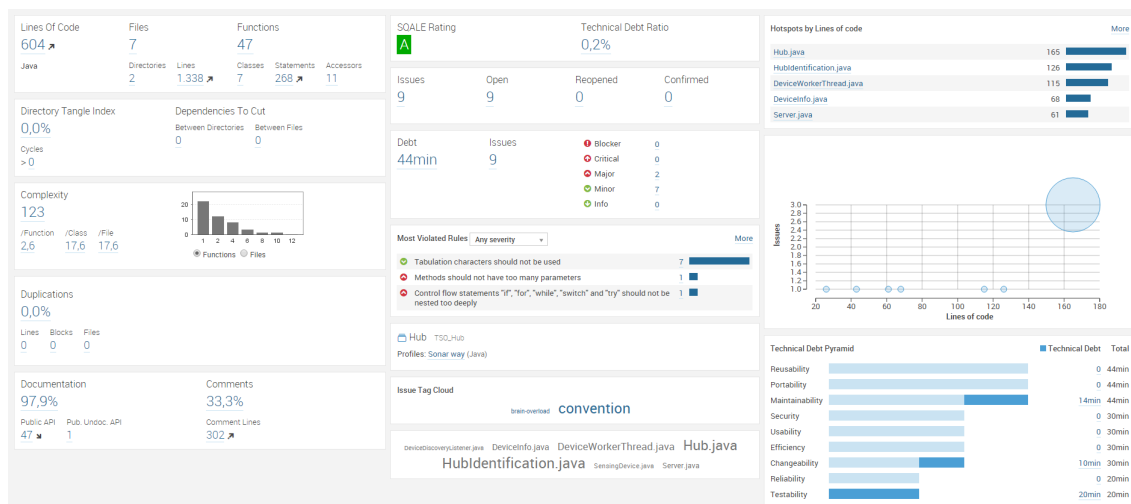 Lines Of Code Files Functions
604 7 47
Java Directories Lines Classes Statements Accessors
2 1.338 7 268 11
Directory Tangle Index Dependencies To Cut
0,0% Between Directories Between Files
0 0
Cycles
> 0
Complexity
123
/Function /Class /File
2,6 17,6 17,6
20
10
0
1 2 4 6 8 10 12
Functions Files
Duplications
0,0%
Lines Blocks Files
0 0 0
Documentation Comments
97,9% 33,3%
Public API Pub. Undoc. API Comment Lines
47 1 302
SQALE Rating Technical Debt Ratio
A 0,2%
Issues Open Reopened Confirmed
9 9 0 0
Debt Issues
44min 9
Blocker 0
Critical 0
Major 2
Minor 7
Info 0
Most Violated Rules Any severity More
Tabulation characters should not be used 7
Methods should not have too many parameters 1
Control flow statements "if", "for", "while", "switch" and "try" should not be 1
nested too deeply
Hub TSO_Hub
Profiles: Sonar way (Java)
Issue Tag Cloud
brain-overload convention
DeviceDiscoveryListener.java DeviceInfo.java DeviceWorkerThread.java Hub.java
HubIdentification.java SensingDevice.java Server.java
Hotspots by Lines of code More
Hub.java 165
HubIdentification.java 126
DeviceWorkerThread.java 115
DeviceInfo.java 68
Server.java 61
Issues
3.0
2.8
2.6
2.4
2.2
2.0
1.8
1.6
1.4
1.2
1.0
20 40 60 80 100 120 140 160 180
Lines of code
Technical Debt Pyramid Technical Debt Total
Reusability 0 44min
Portability 0 44min
Maintainability 14min 44min
Security 0 30min
Usability 0 30min
Efficiency 0 30min
Changeability 10min 30min
Reliability 0 20min
Testability 20min 20min